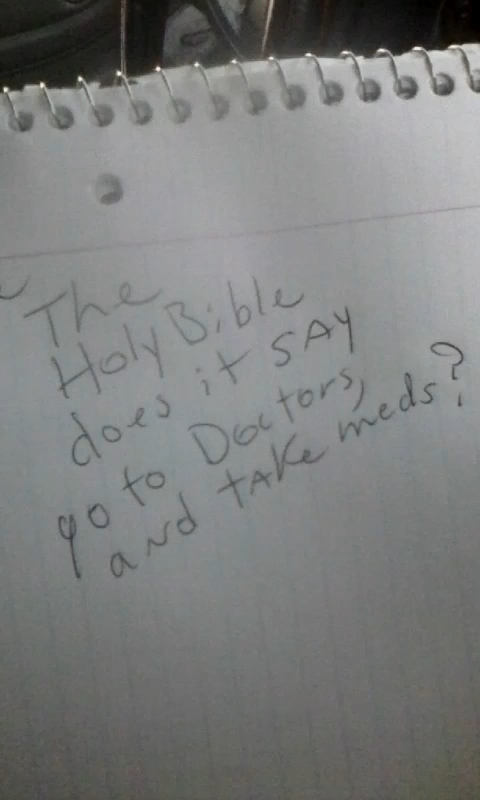 The
Holy Bible
does it SAY
go to Doctors,
and tAKe meds?